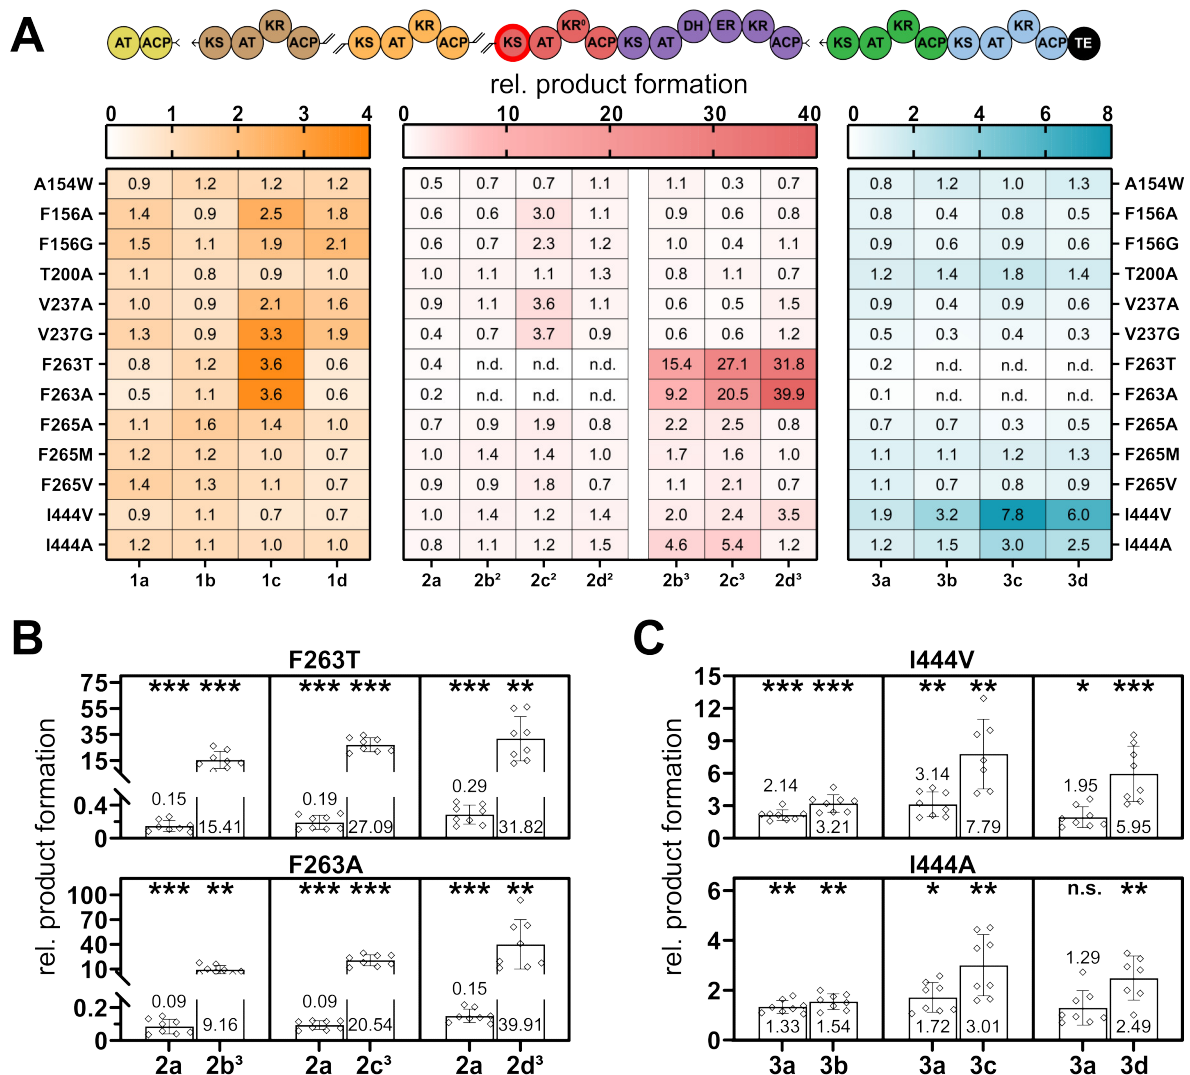 A
AT ACP KS AT KR ACP KS AT KR ACP KS AT KR⁰ ACP KS AT DH ER KR ACP KS AT KR ACP KS AT KR ACP TE
rel. product formation
0 1 2 3 4 0 10 20 30 40 0 2 4 6 8
A154W 0.9 1.2 1.2 1.2 0.5 0.7 0.7 1.1 1.1 0.3 0.7 0.8 1.2 1.0 1.3 A154W
F156A 1.4 0.9 2.5 1.8 0.6 0.6 3.0 1.1 0.9 0.6 0.8 0.8 0.4 0.8 0.5 F156A
F156G 1.5 1.1 1.9 2.1 0.6 0.7 2.3 1.2 1.0 0.4 1.1 0.9 0.6 0.9 0.6 F156G
T200A 1.1 0.8 0.9 1.0 1.0 1.1 1.1 1.3 0.8 1.1 0.7 1.2 1.4 1.8 1.4 T200A
V237A 1.0 0.9 2.1 1.6 0.9 1.1 3.6 1.1 0.6 0.5 1.5 0.9 0.4 0.9 0.6 V237A
V237G 1.3 0.9 3.3 1.9 0.4 0.7 3.7 0.9 0.6 0.6 1.2 0.5 0.3 0.4 0.3 V237G
F263T 0.8 1.2 3.6 0.6 0.4 n.d. n.d. n.d. 15.4 27.1 31.8 0.2 n.d. n.d. n.d. F263T
F263A 0.5 1.1 3.6 0.6 0.2 n.d. n.d. n.d. 9.2 20.5 39.9 0.1 n.d. n.d. n.d. F263A
F265A 1.1 1.6 1.4 1.0 0.7 0.9 1.9 0.8 2.2 2.5 0.8 0.7 0.7 0.3 0.5 F265A
F265M 1.2 1.2 1.0 0.7 1.0 1.4 1.4 1.0 1.7 1.6 1.0 1.1 1.1 1.2 1.3 F265M
F265V 1.4 1.3 1.1 0.7 0.9 0.9 1.8 0.7 1.1 2.1 0.7 1.1 0.7 0.8 0.9 F265V
I444V 0.9 1.1 0.7 0.7 1.0 1.4 1.2 1.4 2.0 2.4 3.5 1.9 3.2 7.8 6.0 I444V
I444A 1.2 1.1 1.0 1.0 0.8 1.1 1.2 1.5 4.6 5.4 1.2 1.2 1.5 3.0 2.5 I444A
1a 1b 1c 1d 2a 2b² 2c² 2d² 2b³ 2c³ 2d³ 3a 3b 3c 3d
B
rel. product formation
F263T
75
55
35
15
0.4
0
*** *** *** *** *** **
0.15 15.41 0.19 27.09 0.29 31.82
F263A
100
70
40
10
0.2
0.0
*** ** *** *** *** **
0.09 9.16 0.09 20.54 0.15 39.91
2a 2b³ 2a 2c³ 2a 2d³
C
rel. product formation
I444V
15
12
9
6
3
0
*** *** ** ** * ***
2.14 3.21 3.14 7.79 1.95 5.95
I444A
6
4
2
0
** ** * ** n.s. **
1.33 1.54 1.72 3.01 1.29 2.49
3a 3b 3a 3c 3a 3d